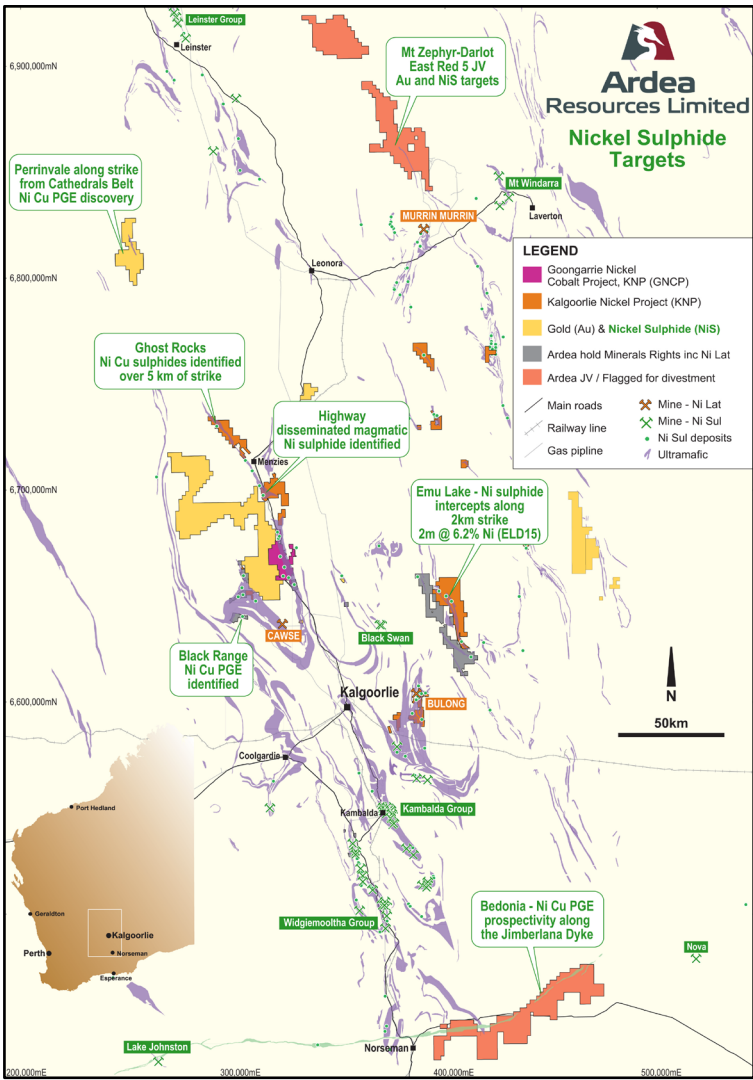 Leinster Group
Leinster
6,900,000mN
Mt Zephyr-Darlot
East Red 5 JV
Au and NiS targets
Ardea
Resources Limited
Nickel Sulphide
Targets
Perrinvale along strike
from Cathedrals Belt
Ni Cu PGE discovery
Mt Windarra
Laverton
MURRIN MURRIN
Leonora
6,800,000mN
LEGEND
Goongarrie Nickel
Cobalt Project, KNP (GNCP)
Kalgoorlie Nickel Project (KNP)
Gold (Au) & Nickel Sulphide (NiS)
Ardea hold Minerals Rights inc Ni Lat
Ardea JV / Flagged for divestment
Main roads
Railway line
Gas pipline
Mine - Ni Lat
Mine - Ni Sul
Ni Sul deposits
Ultramafic
Ghost Rocks
Ni Cu sulphides identified
over 5 km of strike
Highway
disseminated magmatic
Ni sulphide identified
Menzies
6,700,000mN
Emu Lake - Ni sulphide
intercepts along
2km strike
2m @ 6.2% Ni (ELD15)
CAWSE
Black Swan
Black Range
Ni Cu PGE
identified
Kalgoorlie
6,600,000mN
BULONG
N
50km
Coolgardie
Kambalda
Kambalda Group
Port Hedland
Geraldton
Kalgoorlie
Perth
Norseman
Esperance
Widgiemooltha Group
Bedonia - Ni Cu PGE
prospectivity along
the Jimberlana Dyke
Nova
Lake Johnston
Norseman
200,000mE
300,000mE
400,000mE
500,000mE